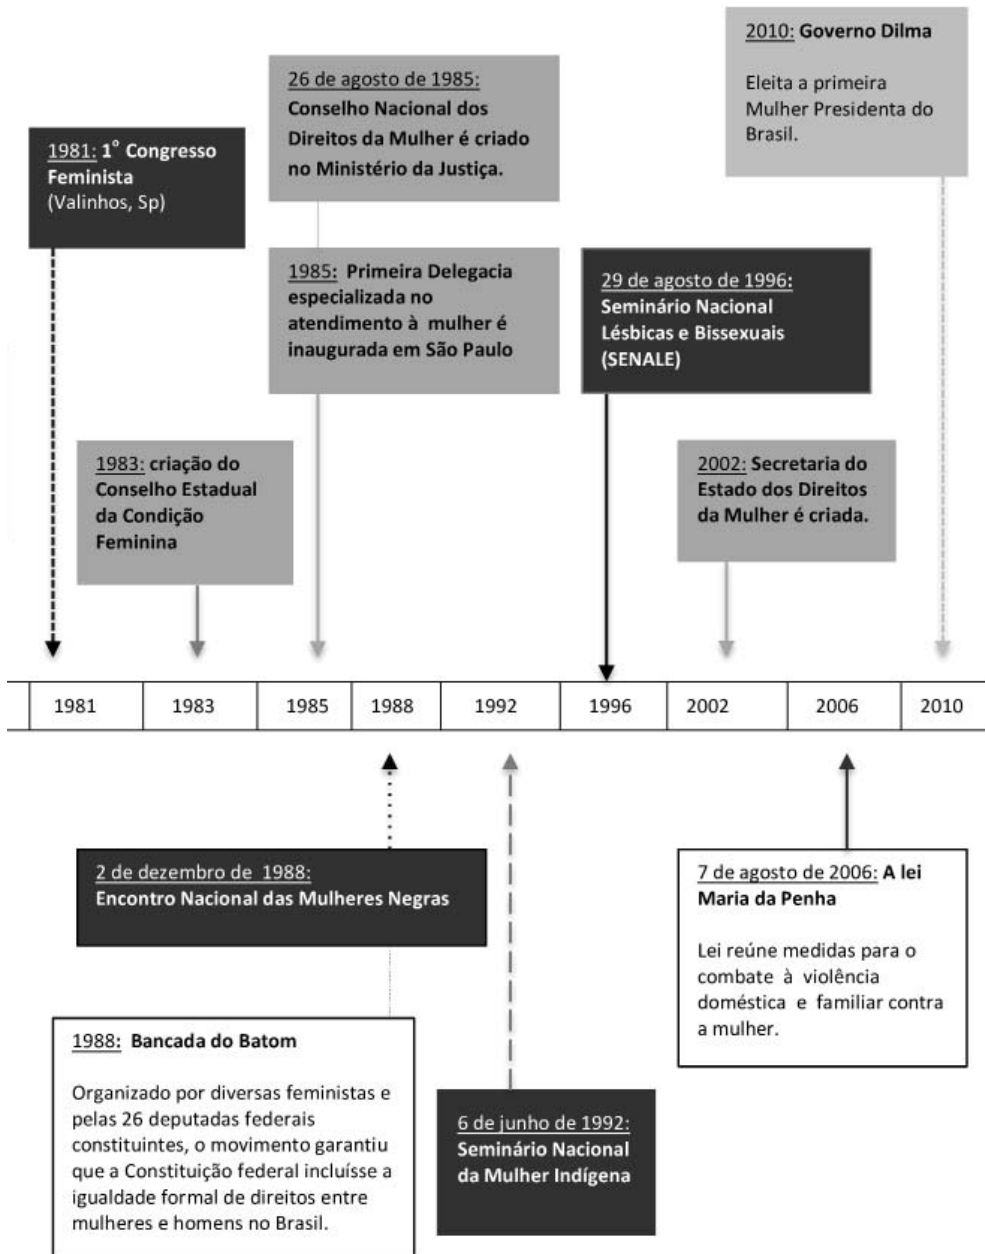 2010: Governo Dilma
Eleita a primeira
Mulher Presidenta do
Brasil.
26 de agosto de 1985:
Conselho Nacional dos
Direitos da Mulher é criado
no Ministério da Justiça.
1981: 1° Congresso
Feminista
(Valinhos, Sp)
1985: Primeira Delegacia
especializada no
atendimento à mulher é
inaugurada em São Paulo
29 de agosto de 1996:
Seminário Nacional
Lésbicas e Bissexuais
(SENALE)
1983: criação do
Conselho Estadual
da Condição
Feminina
2002: Secretaria do
Estado dos Direitos
da Mulher é criada.
1981 1983 1985 1988 1992 1996 2002 2006 2010
2 de dezembro de 1988:
Encontro Nacional das Mulheres Negras
7 de agosto de 2006: A lei
Maria da Penha
Lei reúne medidas para o
combate à violência
doméstica e familiar contra
a mulher.
1988: Bancada do Batom
Organizado por diversas feministas e
pelas 26 deputadas federais
constituintes, o movimento garantiu
que a Constituição federal incluísse a
igualdade formal de direitos entre
mulheres e homens no Brasil.
6 de junho de 1992:
Seminário Nacional
da Mulher Indígena